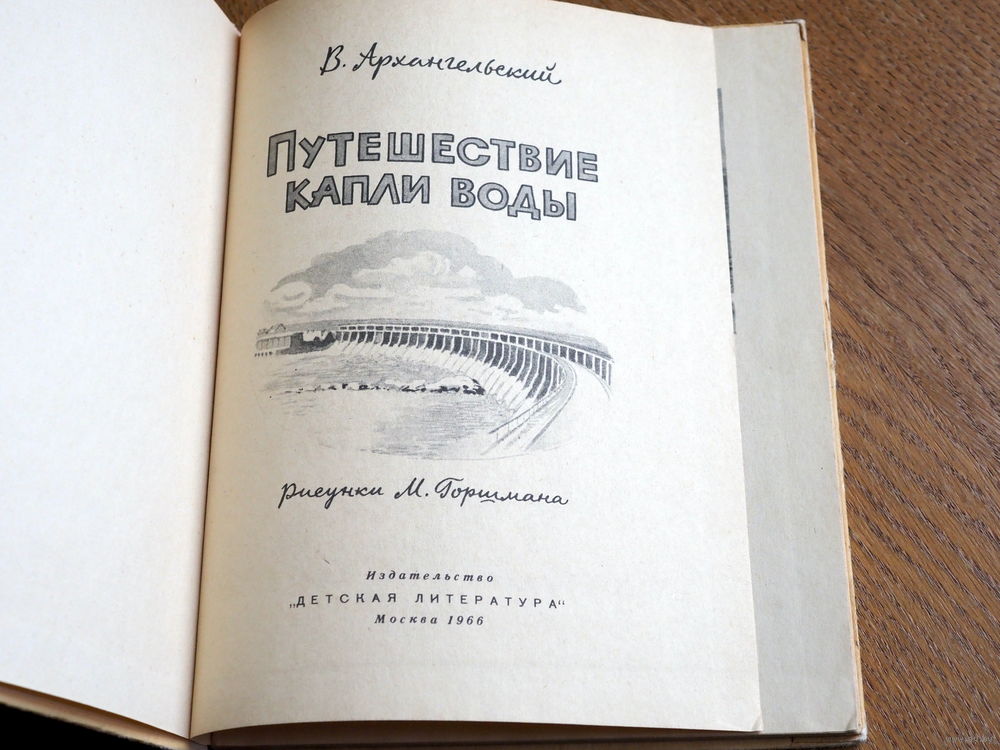 В. Архангельский
ПУТЕШЕСТВИЕ
КАПЛИ ВОДЫ
рисунки М. Горшмана
Издательство
„ДЕТСКАЯ ЛИТЕРАТУРА“
Москва 1966